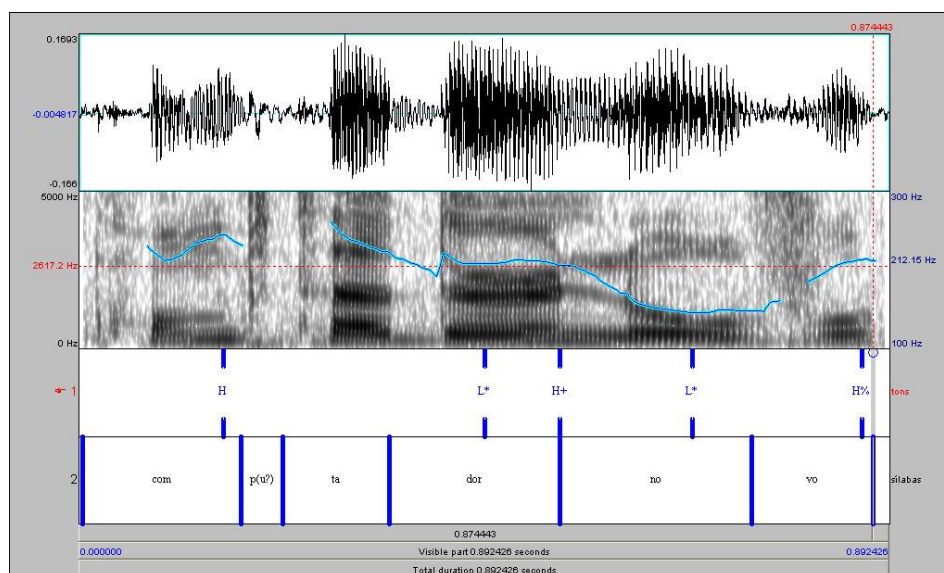 0.874443
0.1693
-0.004817
-0.166
5000 Hz 300 Hz
2617.2 Hz 212.15 Hz
0 Hz 100 Hz
1 H L* H+ L* H% tons
2 com p(u?) ta dor no vo sílabas
0.874443
0.000000 Visible part 0.892426 seconds 0.892426
Total duration 0.892426 seconds